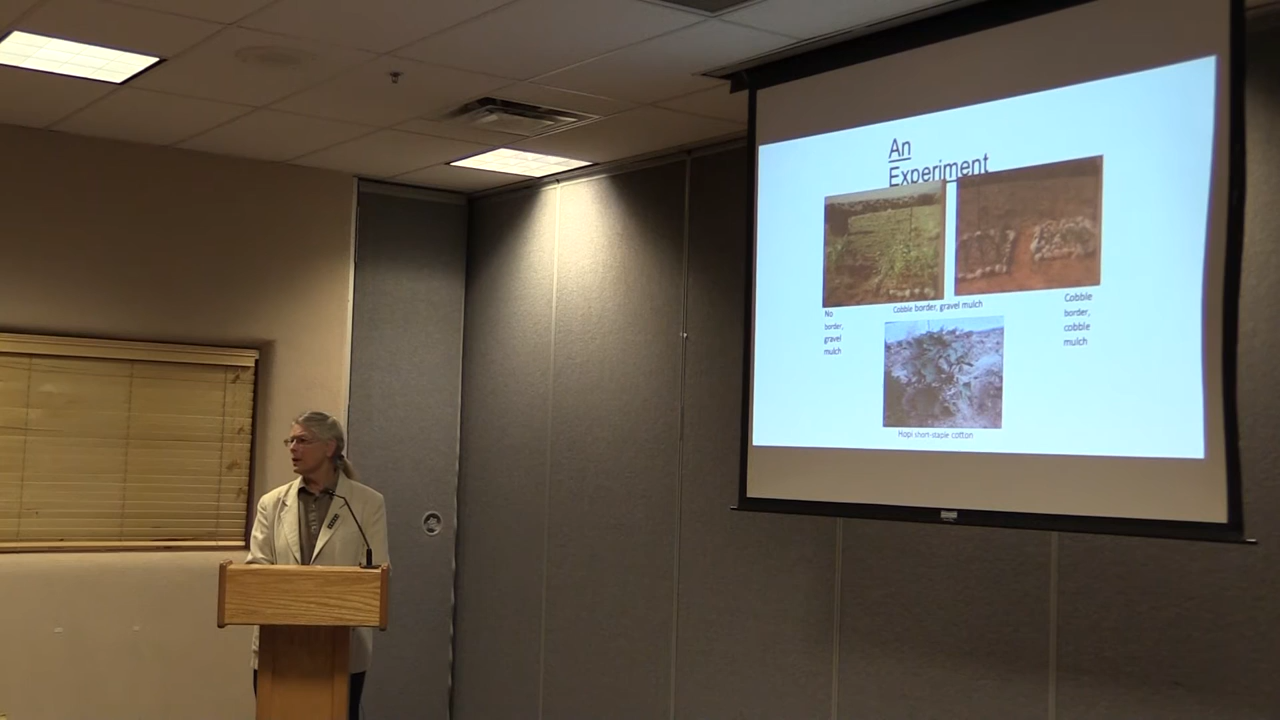 An
Experiment
No
border,
gravel
mulch
Cobble border, gravel mulch
Cobble
border,
cobble
mulch
Hopi short-staple cotton